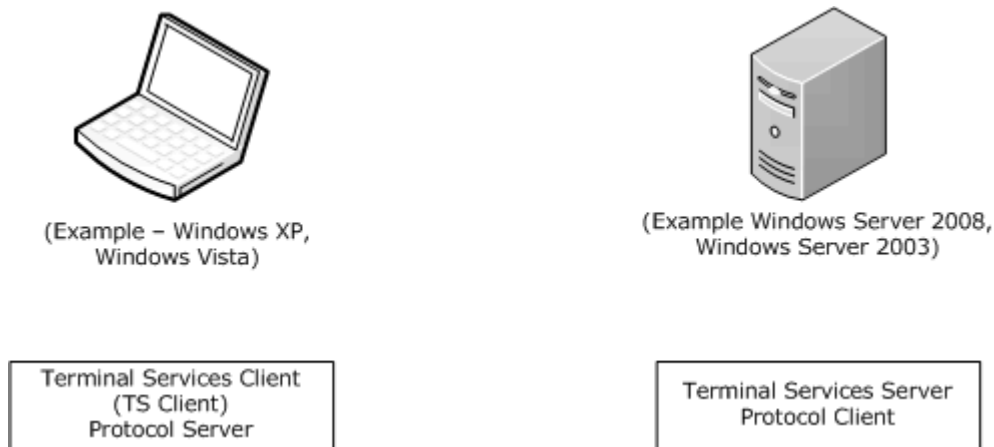 (Example – Windows XP,
Windows Vista)
(Example Windows Server 2008,
Windows Server 2003)
Terminal Services Client
(TS Client)
Protocol Server
Terminal Services Server
Protocol Client